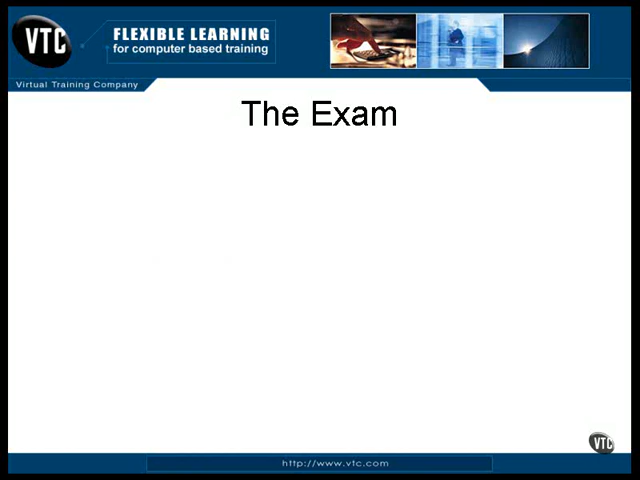 VTC
FLEXIBLE LEARNING
for computer based training
Virtual Training Company
The Exam
VTC
http://www.vtc.com